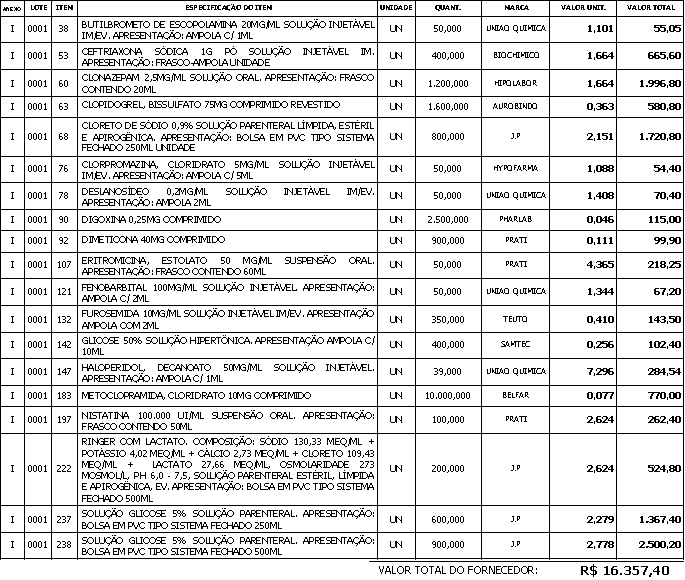 ANEXO LOTE ITEM ESPECIFICAÇÃO DO ITEM UNIDADE QUANT. MARCA VALOR UNIT. VALOR TOTAL
I 0001 38 BUTILBROMETO DE ESCOPOLAMINA 20MG/ML SOLUÇÃO INJETÁVEL UN 50,000 UNIAO QUIMICA 1,101 55,05
IM/EV. APRESENTAÇÃO: AMPOLA C/ 1ML
I 0001 53 CEFTRIAXONA SÓDICA 1G PÓ SOLUÇÃO INJETÁVEL IM. UN 400,000 BIOCHIMICO 1,664 665,60
APRESENTAÇÃO: FRASCO-AMPOLA UNIDADE
I 0001 60 CLONAZEPAM 2,5MG/ML SOLUÇÃO ORAL. APRESENTAÇÃO: FRASCO UN 1.200,000 HIPOLABOR 1,664 1.996,80
CONTENDO 20ML
I 0001 63 CLOPIDOGREL, BISSULFATO 75MG COMPRIMIDO REVESTIDO UN 1.600,000 AUROBINDO 0,363 580,80
I 0001 68 CLORETO DE SÓDIO 0,9% SOLUÇÃO PARENTERAL LÍMPIDA, ESTÉRIL UN 800,000 J.P 2,151 1.720,80
E APIROGÊNICA. APRESENTAÇÃO: BOLSA EM PVC TIPO SISTEMA
FECHADO 250ML UNIDADE
I 0001 76 CLORPROMAZINA, CLORIDRATO 5MG/ML SOLUÇÃO INJETÁVEL UN 50,000 HYPOFARMA 1,088 54,40
IM/EV. APRESENTAÇÃO: AMPOLA C/ 5ML
I 0001 78 DESLANOSÍDEO 0,2MG/ML SOLUÇÃO INJETÁVEL IM/EV. UN 50,000 UNIAO QUIMICA 1,408 70,40
APRESENTAÇÃO: AMPOLA 2ML
I 0001 90 DIGOXINA 0,25MG COMPRIMIDO UN 2.500,000 PHARLAB 0,046 115,00
I 0001 92 DIMETICONA 40MG COMPRIMIDO UN 900,000 PRATI 0,111 99,90
I 0001 107 ERITROMICINA, ESTOLATO 50 MG/ML SUSPENSÃO ORAL. UN 50,000 PRATI 4,365 218,25
APRESENTAÇÃO: FRASCO CONTENDO 60ML
I 0001 121 FENOBARBITAL 100MG/ML SOLUÇÃO INJETÁVEL. APRESENTAÇÃO: UN 50,000 UNIAO QUIMICA 1,344 67,20
AMPOLA C/ 2ML
I 0001 132 FUROSEMIDA 10MG/ML SOLUÇÃO INJETÁVEL IM/EV. APRESENTAÇÃO UN 350,000 TEUTO 0,410 143,50
AMPOLA COM 2ML
I 0001 142 GLICOSE 50% SOLUÇÃO HIPERTÔNICA. APRESENTAÇÃO AMPOLA C/ UN 400,000 SAMTEC 0,256 102,40
10ML
I 0001 147 HALOPERIDOL, DECANOATO 50MG/ML SOLUÇÃO INJETÁVEL. UN 39,000 UNIAO QUIMICA 7,296 284,54
APRESENTAÇÃO: AMPOLA C/ 1ML
I 0001 183 METOCLOPRAMIDA, CLORIDRATO 10MG COMPRIMIDO UN 10.000,000 BELFAR 0,077 770,00
I 0001 197 NISTATINA 100.000 UI/ML SUSPENSÃO ORAL. APRESENTAÇÃO: UN 100,000 PRATI 2,624 262,40
FRASCO CONTENDO 50ML
I 0001 222 RINGER COM LACTATO. COMPOSIÇÃO: SÓDIO 130,33 MEQ/ML + UN 200,000 J.P 2,624 524,80
POTÁSSIO 4,02 MEQ/ML + CÁLCIO 2,73 MEQ/ML + CLORETO 109,43
MEQ/ML + LACTATO 27,66 MEQ/ML, OSMOLARIDADE 273
MOSMOL/L, PH 6,0 - 7,5, SOLUÇÃO PARENTERAL ESTÉRIL, LÍMPIDA
E APIROGÊNICA, EV. APRESENTAÇÃO: BOLSA EM PVC TIPO SISTEMA
FECHADO 500ML
I 0001 237 SOLUÇÃO GLICOSE 5% SOLUÇÃO PARENTERAL. APRESENTAÇÃO: UN 600,000 J.P 2,279 1.367,40
BOLSA EM PVC TIPO SISTEMA FECHADO 250ML
I 0001 238 SOLUÇÃO GLICOSE 5% SOLUÇÃO PARENTERAL. APRESENTAÇÃO: UN 900,000 J.P 2,778 2.500,20
BOLSA EM PVC TIPO SISTEMA FECHADO 500ML
VALOR TOTAL DO FORNECEDOR: R$ 16.357,40